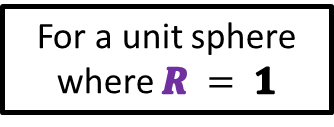 For a unit sphere
where R = 1